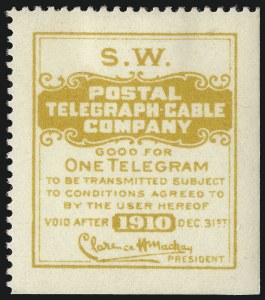 S.W.
POSTAL
TELEGRAPH-CABLE
COMPANY
GOOD FOR
ONE TELEGRAM
TO BE TRANSMITTED SUBJECT
TO CONDITIONS AGREED TO
BY THE USER HEREOF
VOID AFTER 1910 DEC. 31ST
Clarence H Mackay
PRESIDENT